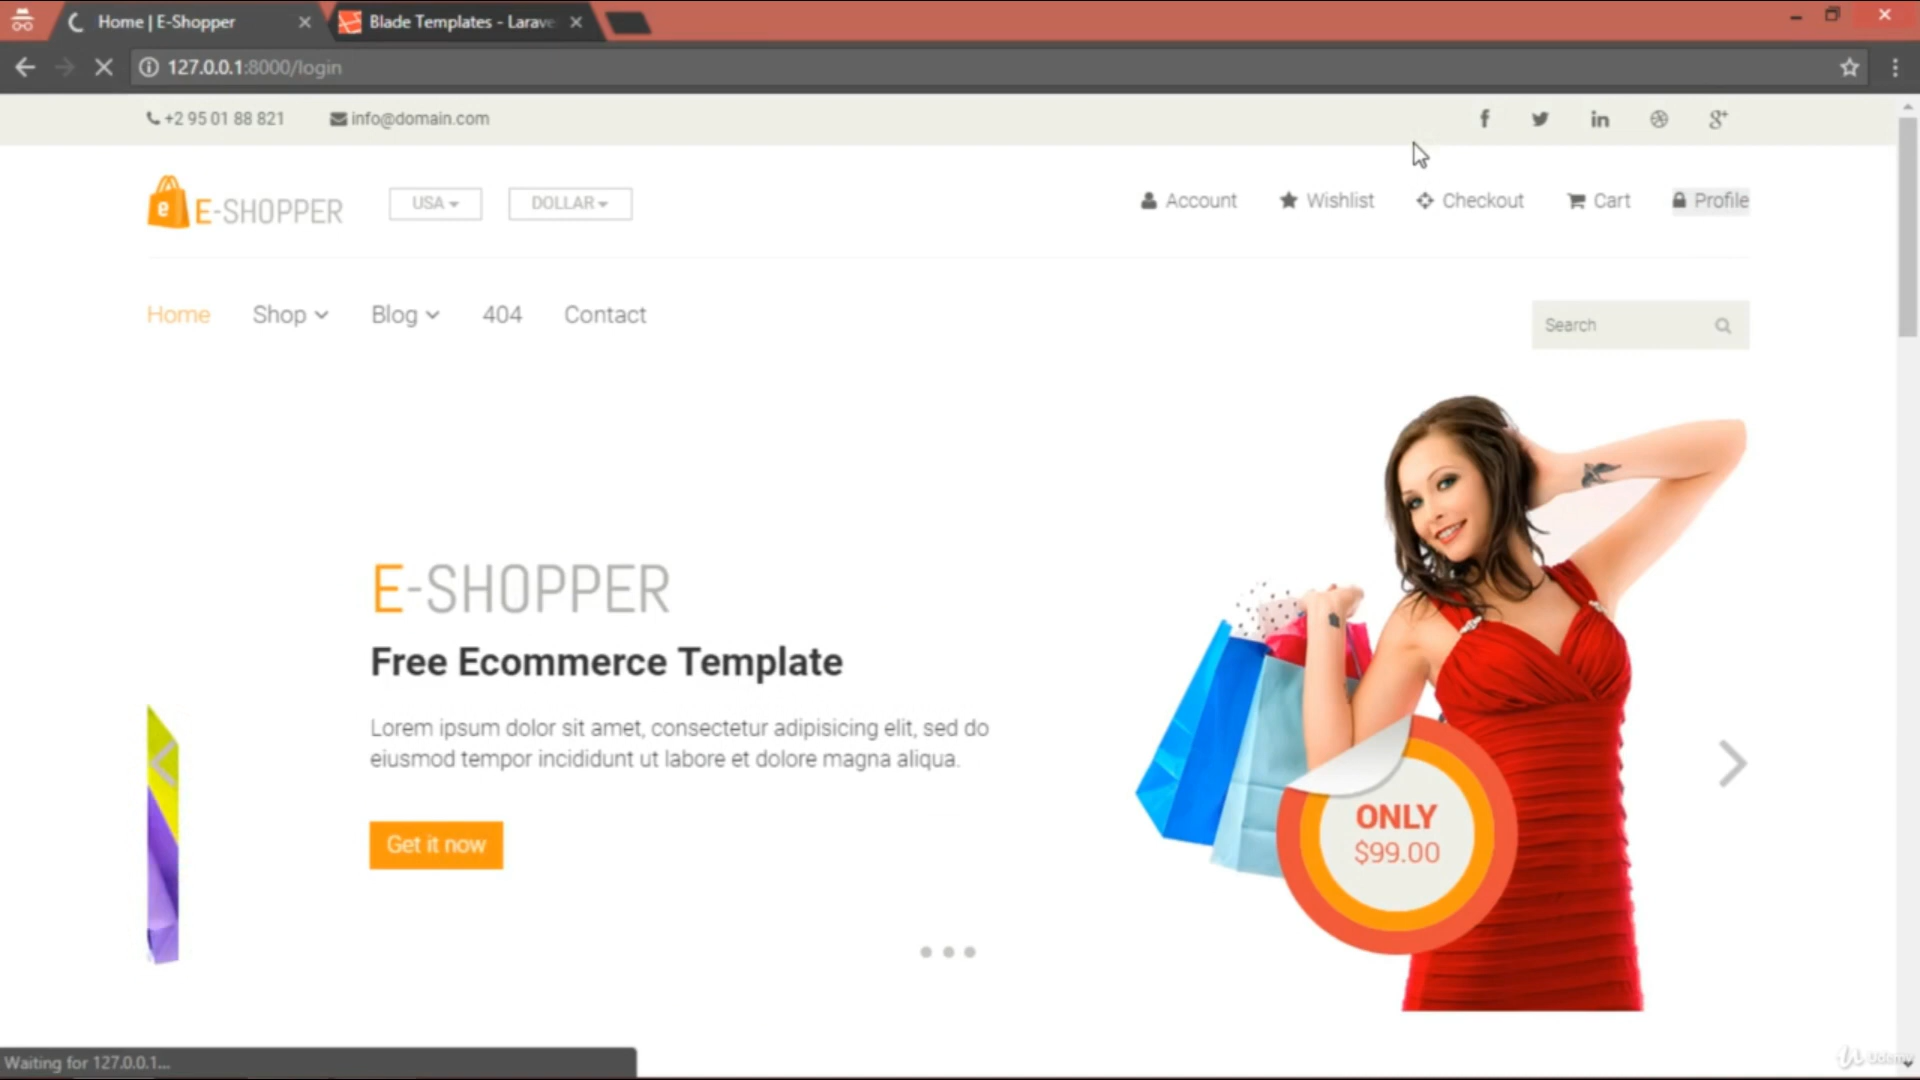 Home | E-Shopper
Blade Templates - Larave
127.0.0.1:8000/login
+2 95 01 88 821
info@domain.com
E-SHOPPER
USA
DOLLAR
Account
Wishlist
Checkout
Cart
Profile
Home
Shop
Blog
404
Contact
Search
E-SHOPPER
Free Ecommerce Template
Lorem ipsum dolor sit amet, consectetur adipisicing elit, sed do
eiusmod tempor incididunt ut labore et dolore magna aliqua.
Get it now
ONLY
$99.00
Waiting for 127.0.0.1...
Udemy